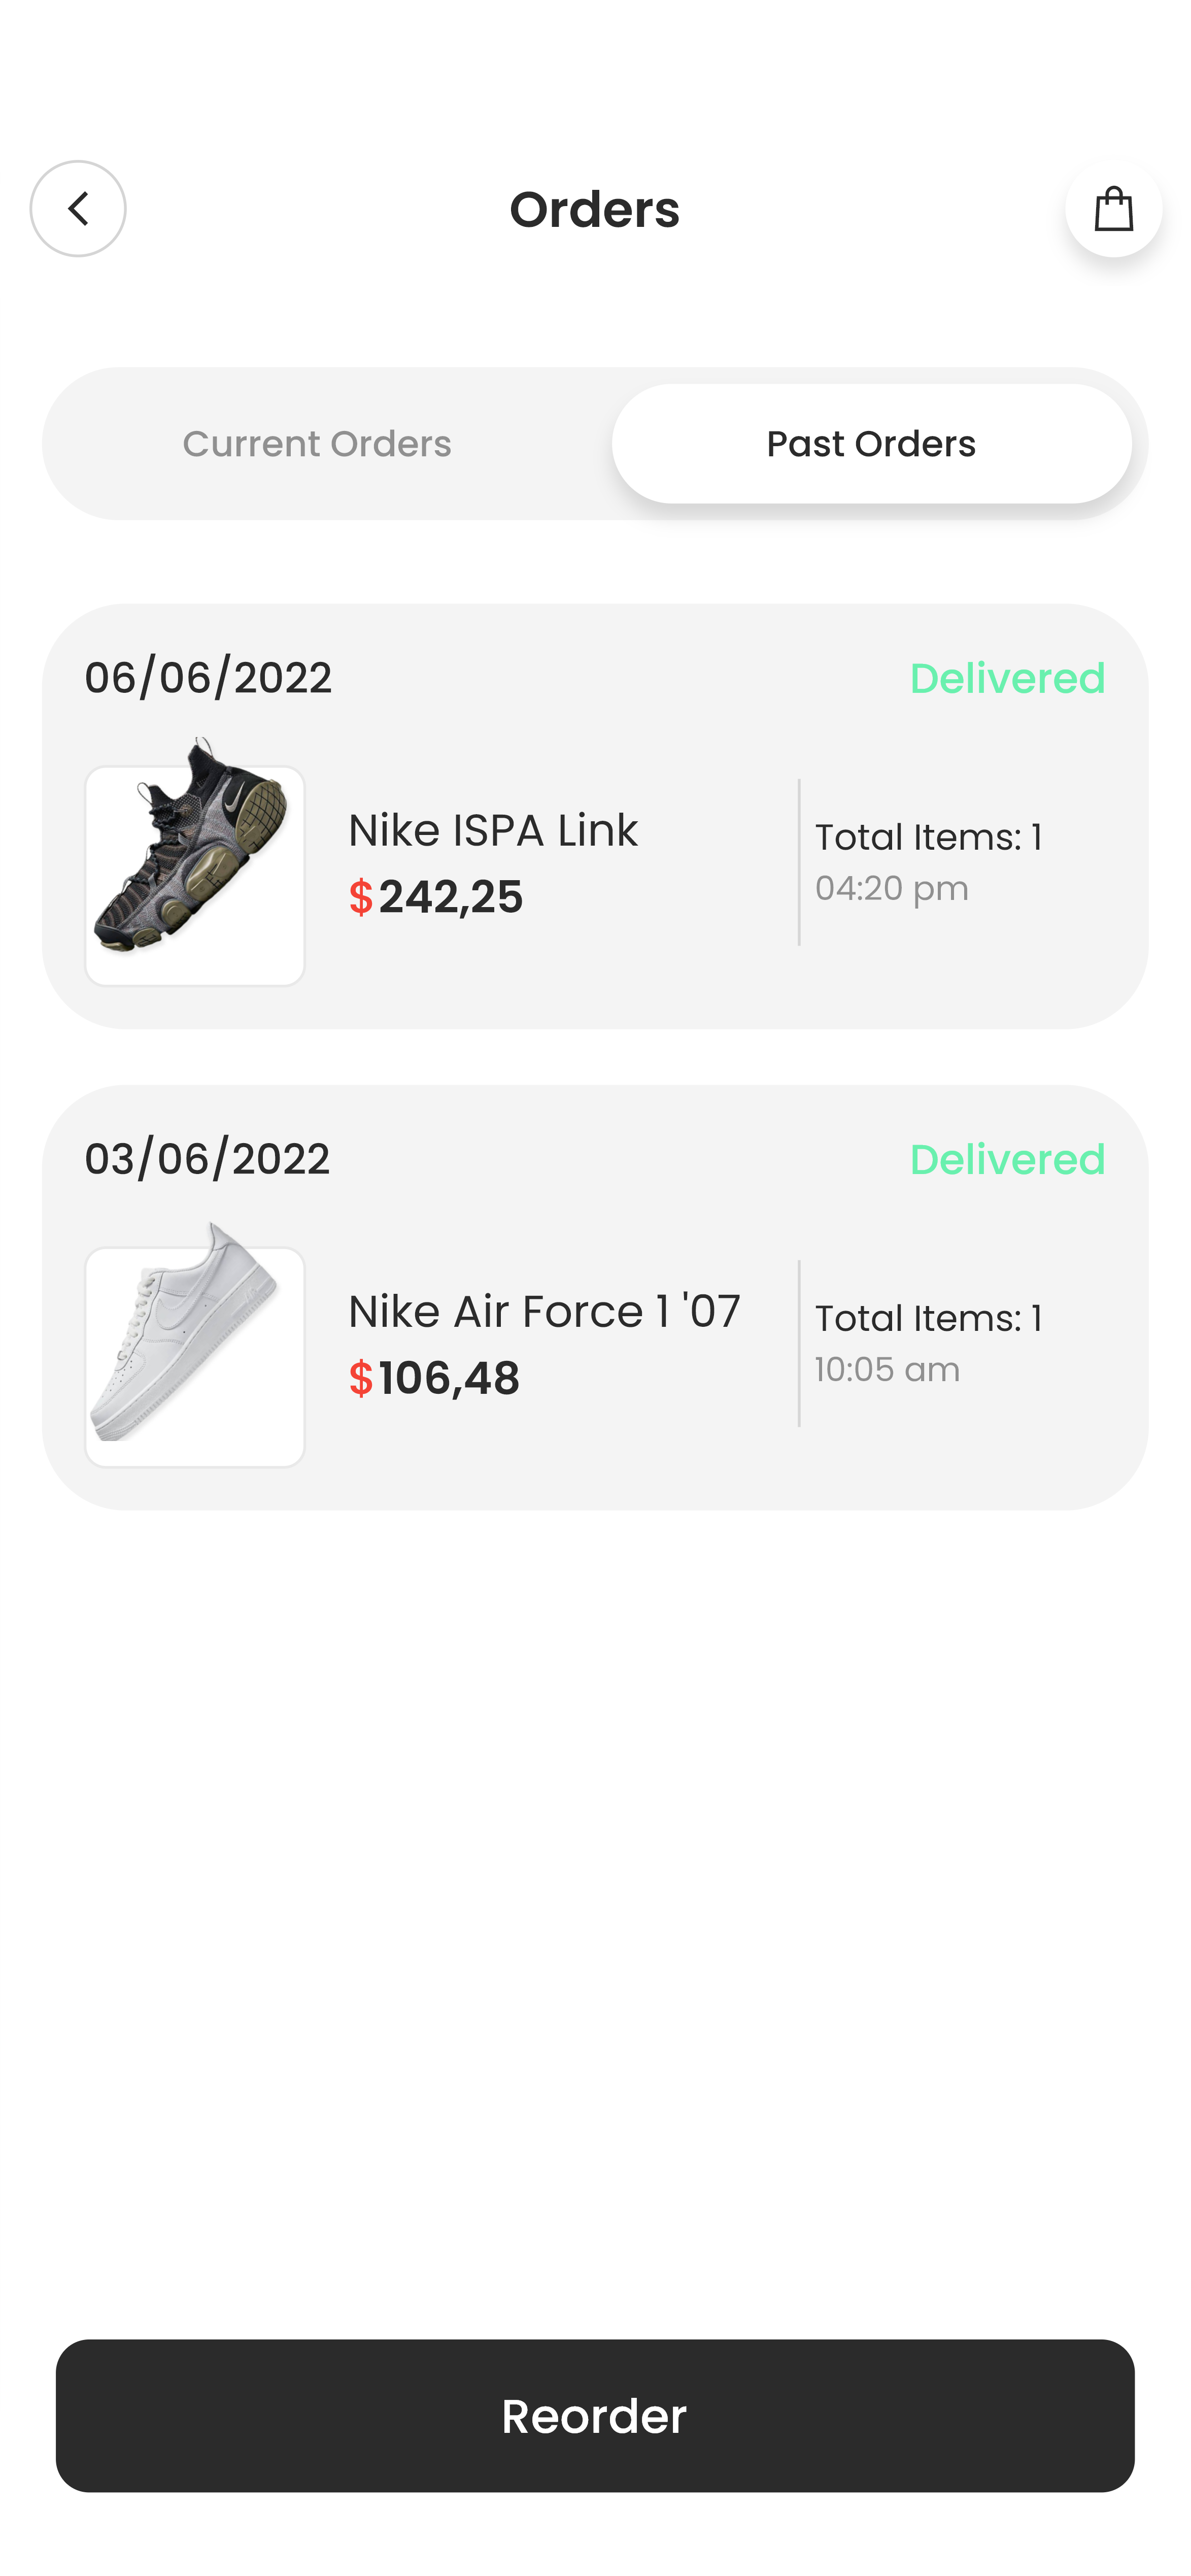 Orders
Current Orders
Past Orders
06/06/2022
Delivered
Nike ISPA Link
$242,25
Total Items: 1
04:20 pm
03/06/2022
Delivered
Nike Air Force 1 '07
$106,48
Total Items: 1
10:05 am
Reorder